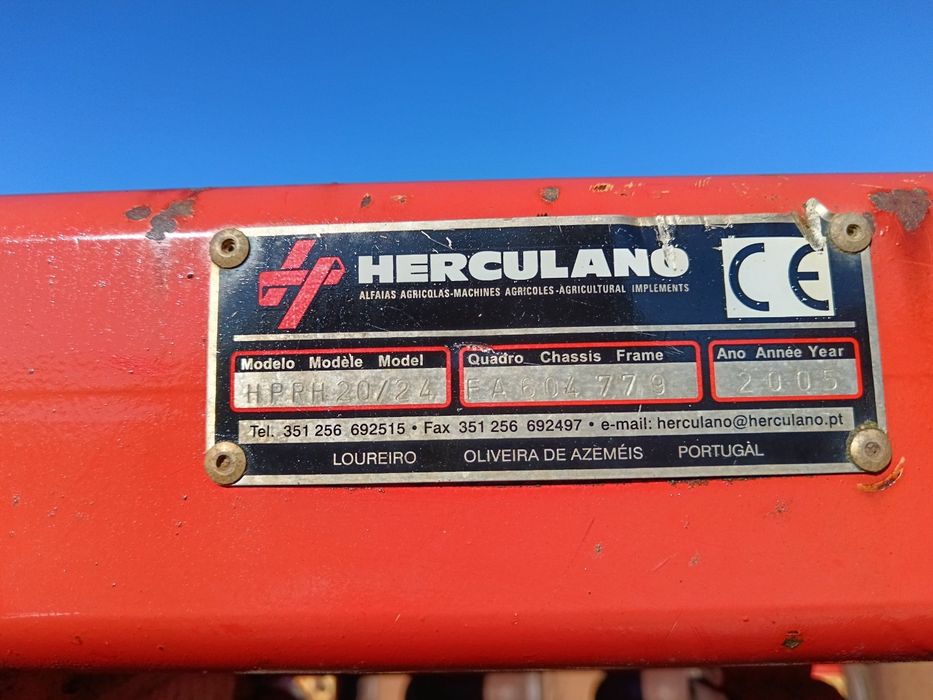 HERCULANO
ALFAIAS AGRICOLAS-MACHINES AGRICOLES-AGRICULTURAL IMPLEMENTS
CE
Modelo Modèle Model Quadro Chassis Frame Ano Année Year
HPRH20/24 FA604779 2005
Tel. 351 256 692515 • Fax 351 256 692497 • e-mail: herculano@herculano.pt
LOUREIRO OLIVEIRA DE AZEMÉIS PORTUGÀL